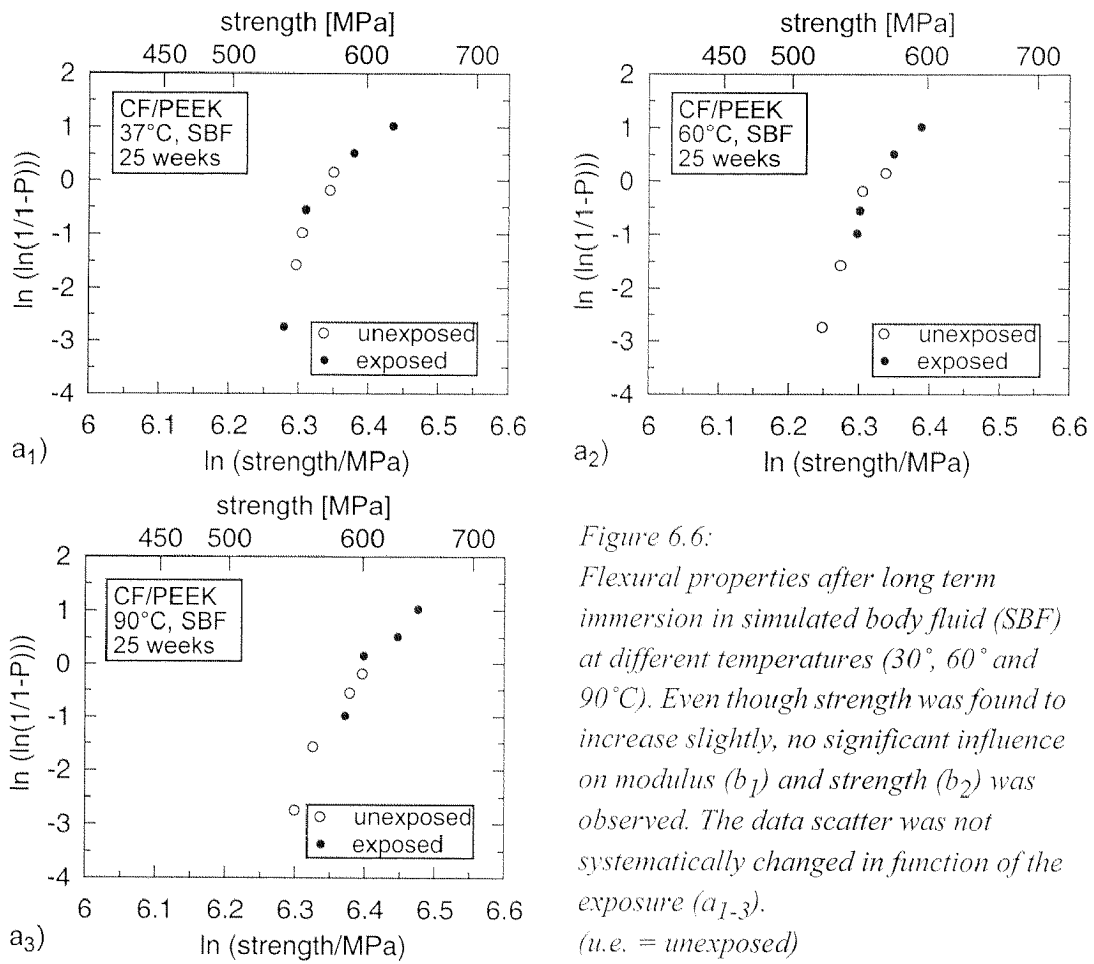 strength [MPa]
450 500 600 700
2
1
0
-1
-2
-3
-4
ln (ln(1/1-P)))
CF/PEEK
37°C, SBF
25 weeks
unexposed
exposed
6 6.1 6.2 6.3 6.4 6.5 6.6
ln (strength/MPa)
a1)
strength [MPa]
450 500 600 700
2
1
0
-1
-2
-3
-4
ln (ln(1/1-P)))
CF/PEEK
60°C, SBF
25 weeks
unexposed
exposed
6 6.1 6.2 6.3 6.4 6.5 6.6
ln (strength/MPa)
a2)
strength [MPa]
450 500 600 700
2
1
0
-1
-2
-3
-4
ln (ln(1/1-P)))
CF/PEEK
90°C, SBF
25 weeks
unexposed
exposed
6 6.1 6.2 6.3 6.4 6.5 6.6
ln (strength/MPa)
a3)
Figure 6.6:
Flexural properties after long term
immersion in simulated body fluid (SBF)
at different temperatures (30°, 60° and
90°C). Even though strength was found to
increase slightly, no significant influence
on modulus (b1) and strength (b2) was
observed. The data scatter was not
systematically changed in function of the
exposure (a1-3).
(u.e. = unexposed)